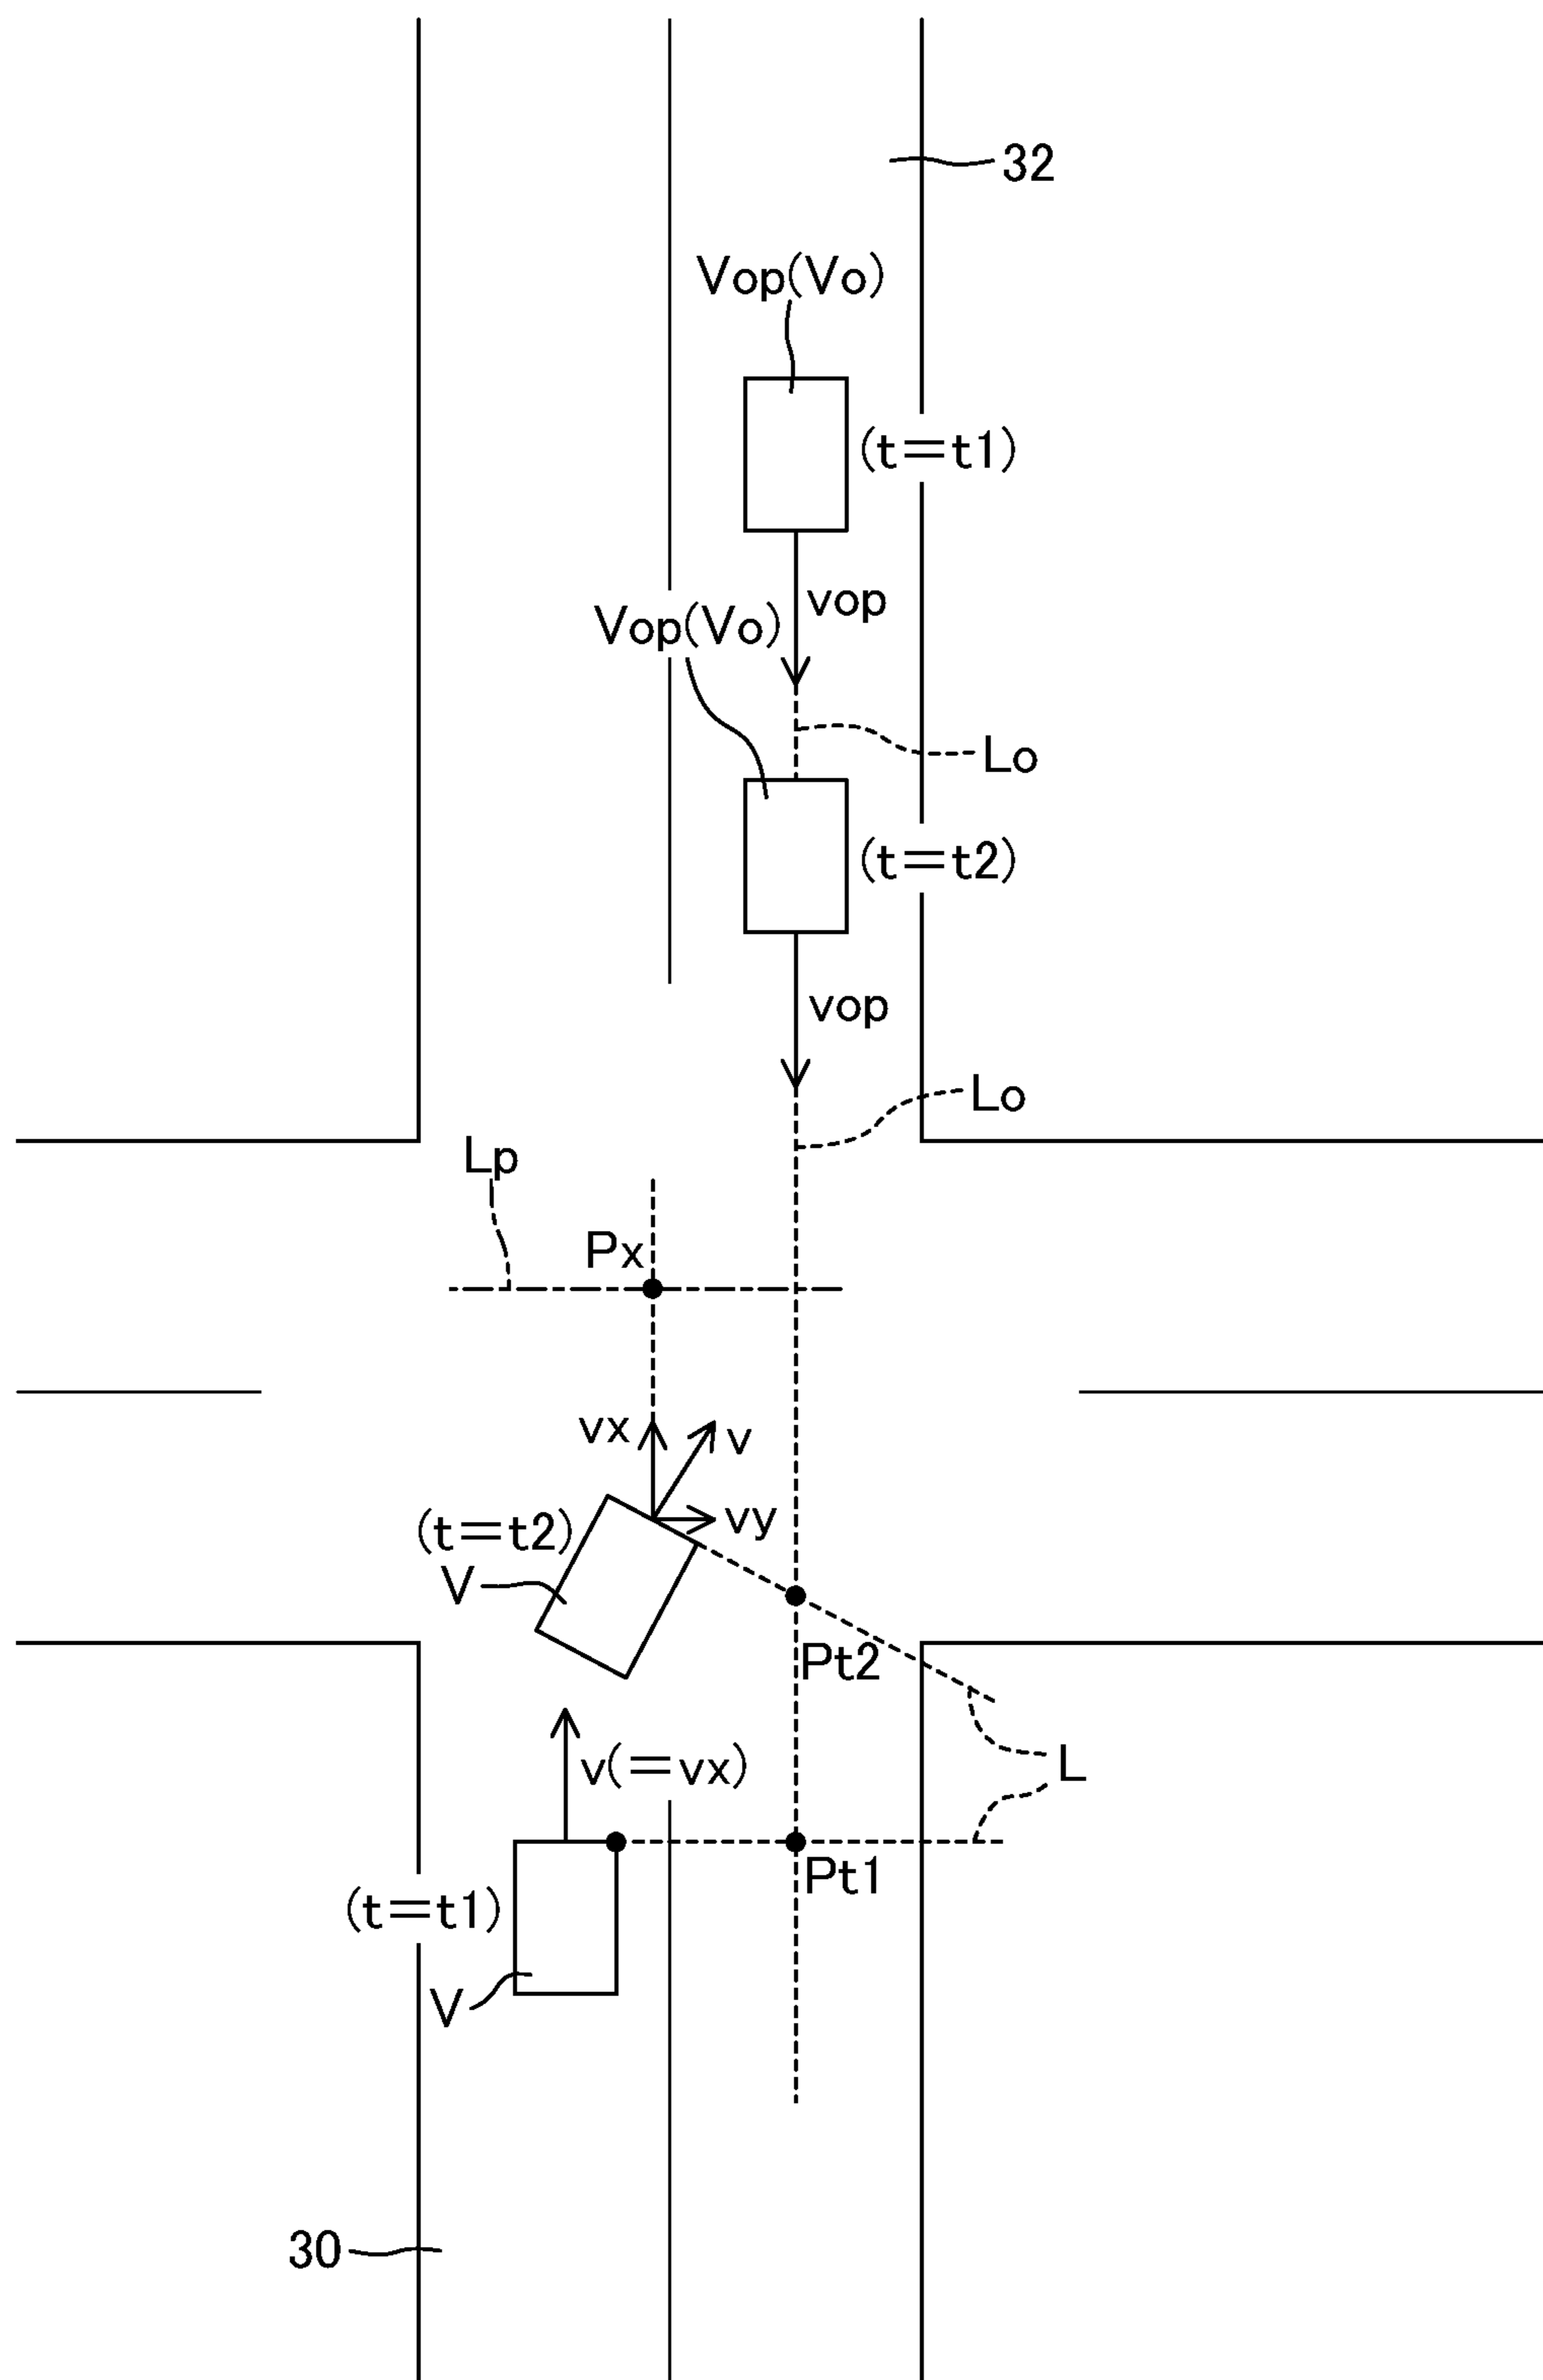 32
Vop(Vo)
(t=t1)
vop
Vop(Vo)
Lo
(t=t2)
vop
Lo
Lp
Px
vx
v
vy
(t=t2)
V
Pt2
L
v(=vx)
Pt1
(t=t1)
V
30